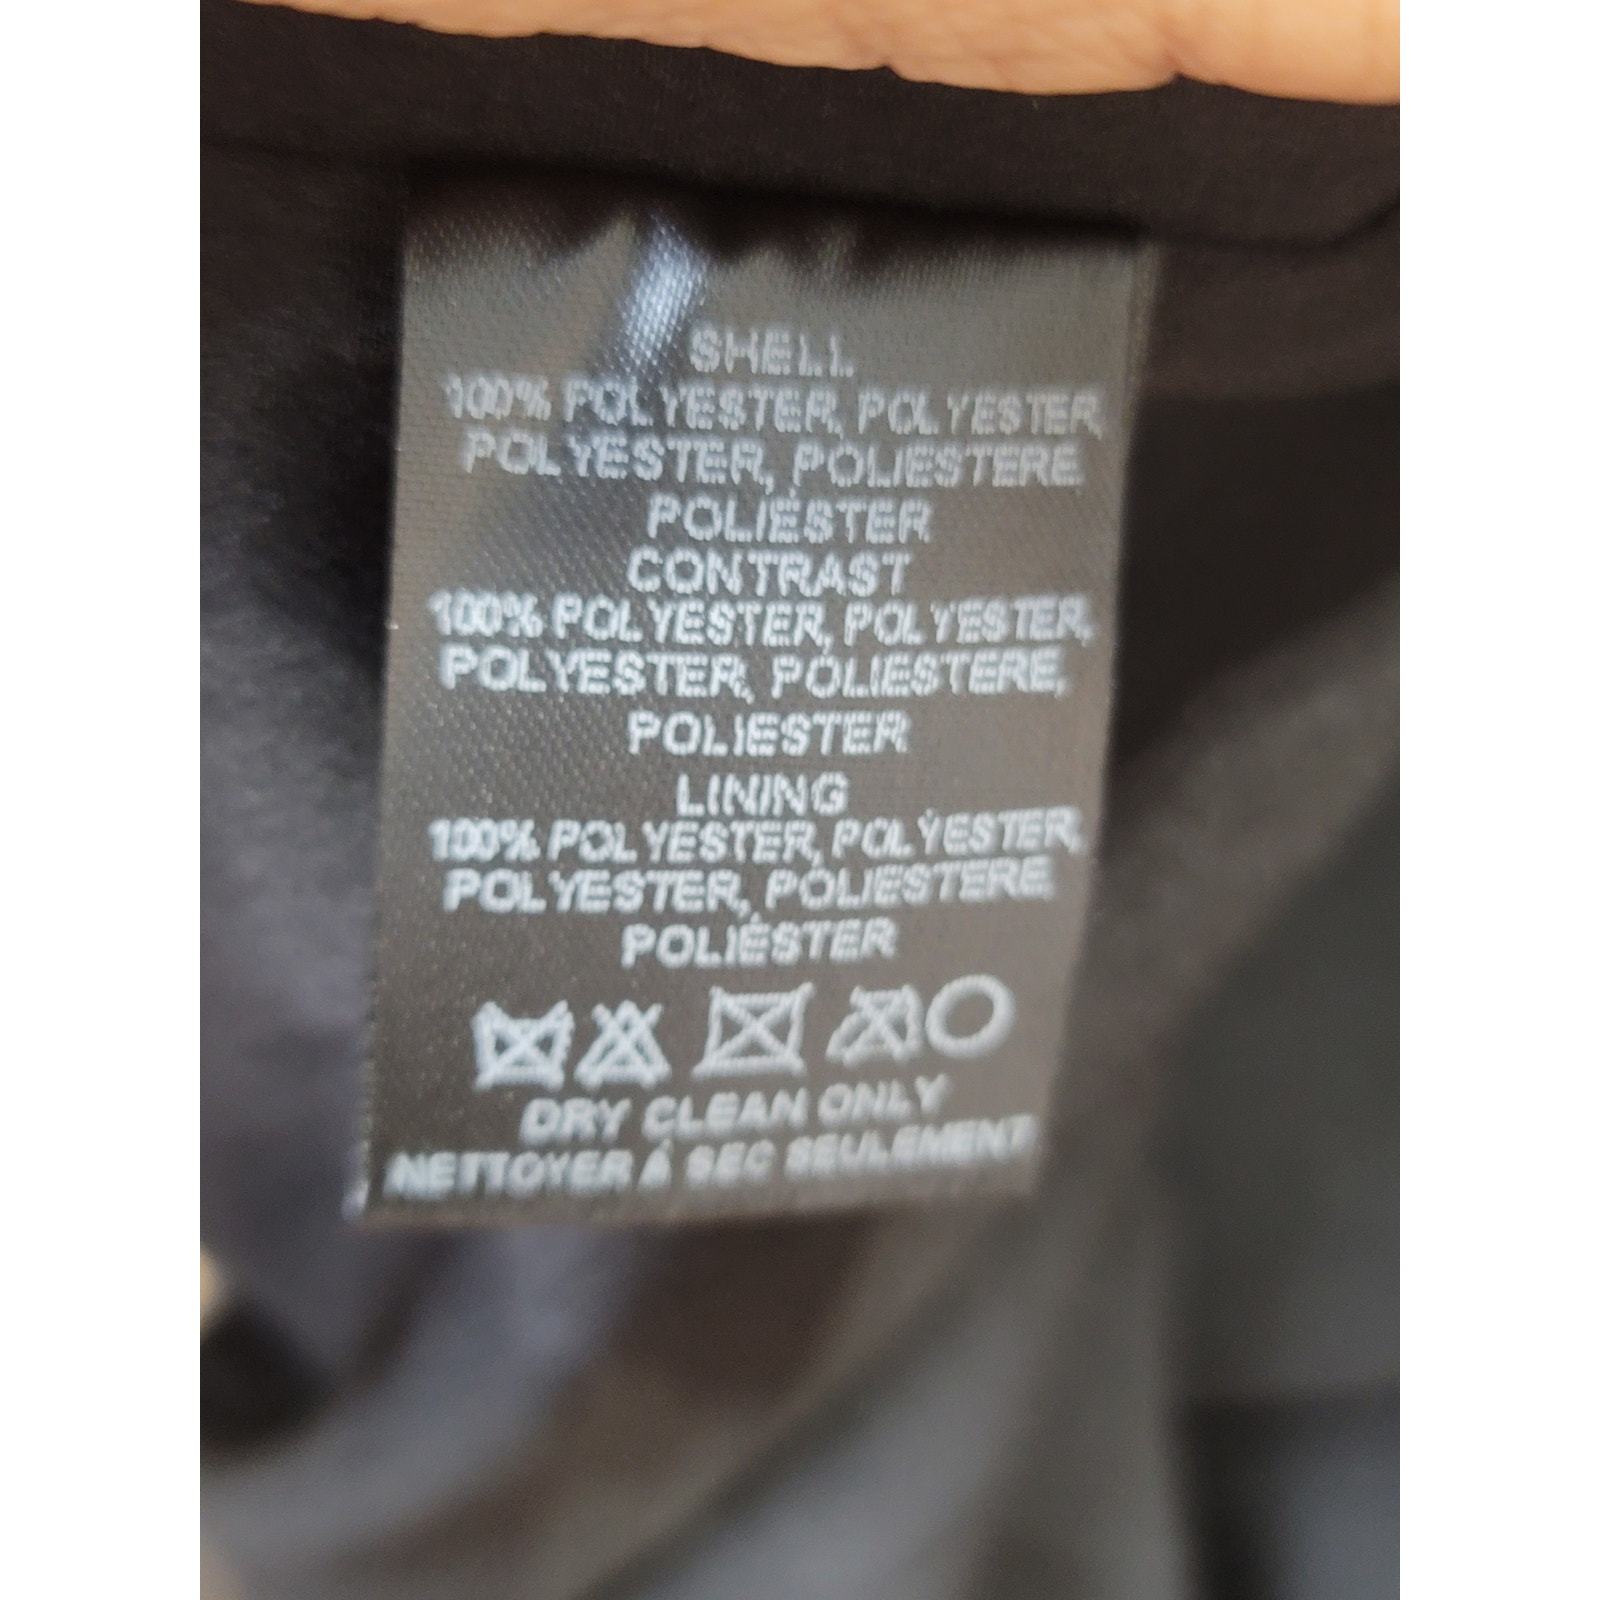 SHELL
100% POLYESTER, POLYESTER,
POLYESTER, POLIESTERE,
POLIÉSTER
CONTRAST
100% POLYESTER, POLYESTER,
POLYESTER, POLIESTERE,
POLIÉSTER
LINING
100% POLYESTER, POLYESTER,
POLYESTER, POLIESTERE,
POLIÉSTER
DRY CLEAN ONLY
NETTOYER À SEC SEULEMENT